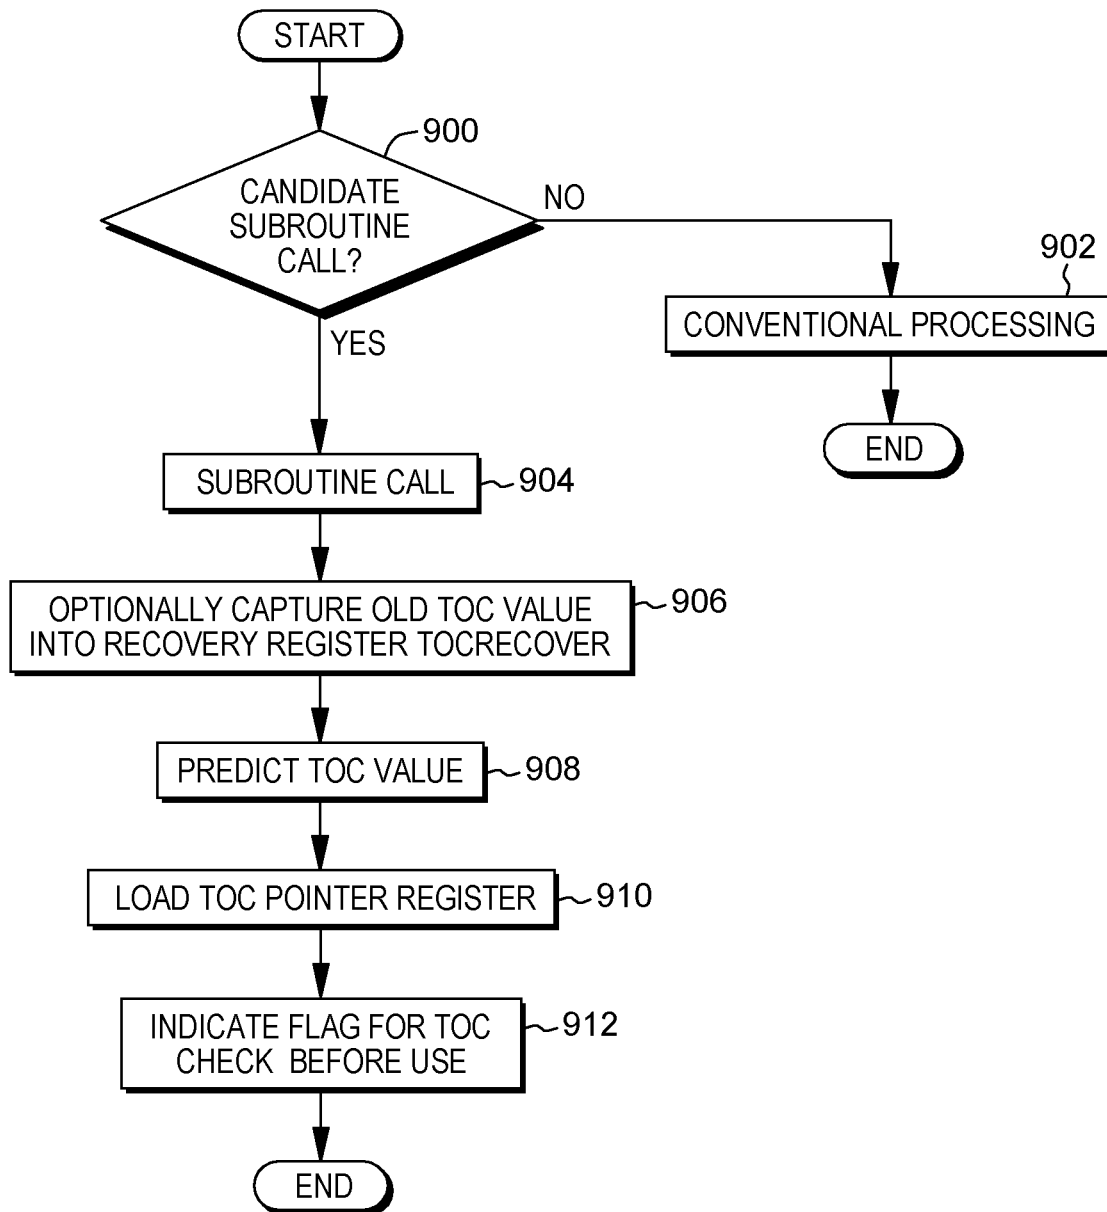 START
900
CANDIDATE
SUBROUTINE
CALL?
NO
902
CONVENTIONAL PROCESSING
END
YES
SUBROUTINE CALL
904
OPTIONALLY CAPTURE OLD TOC VALUE
INTO RECOVERY REGISTER TOCRECOVER
906
PREDICT TOC VALUE
908
LOAD TOC POINTER REGISTER
910
INDICATE FLAG FOR TOC
CHECK BEFORE USE
912
END